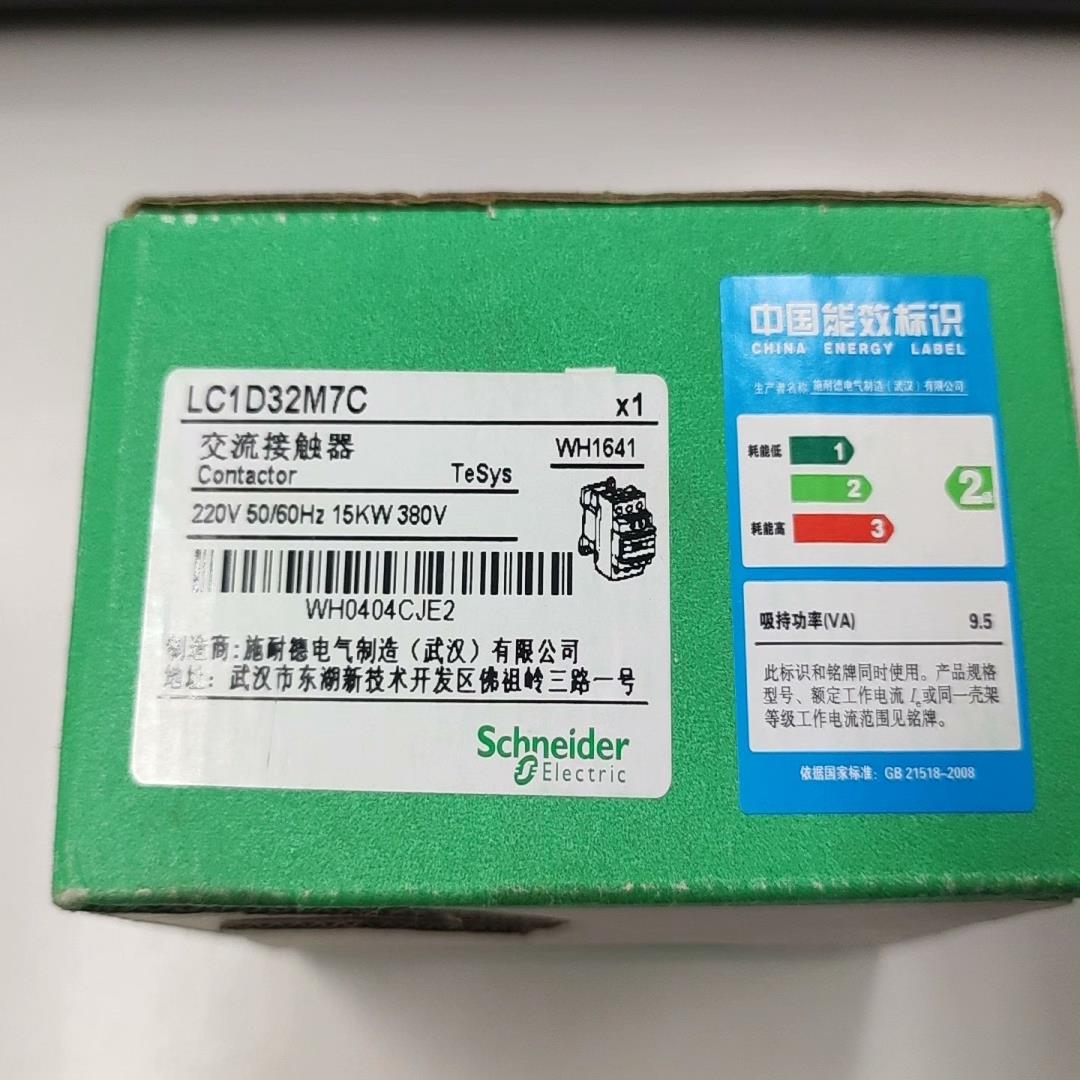 LC1D32M7C x1
交流接触器 WH1641
Contactor TeSys
220V 50/60Hz 15KW 380V
WH0404CJE2
制造商:施耐德电气制造(武汉)有限公司
地址:武汉市东湖新技术开发区佛祖岭三路一号
Schneider
Electric
中国能效标识
CHINA ENERGY LABEL
生产者名称 施耐德电气制造(武汉)有限公司
耗能低 1
2
耗能高 3
2级
吸持功率(VA) 9.5
此标识和铭牌同时使用。产品规格
型号、额定工作电流 Ie或同一壳架
等级工作电流范围见铭牌。
依据国家标准:GB 21518-2008